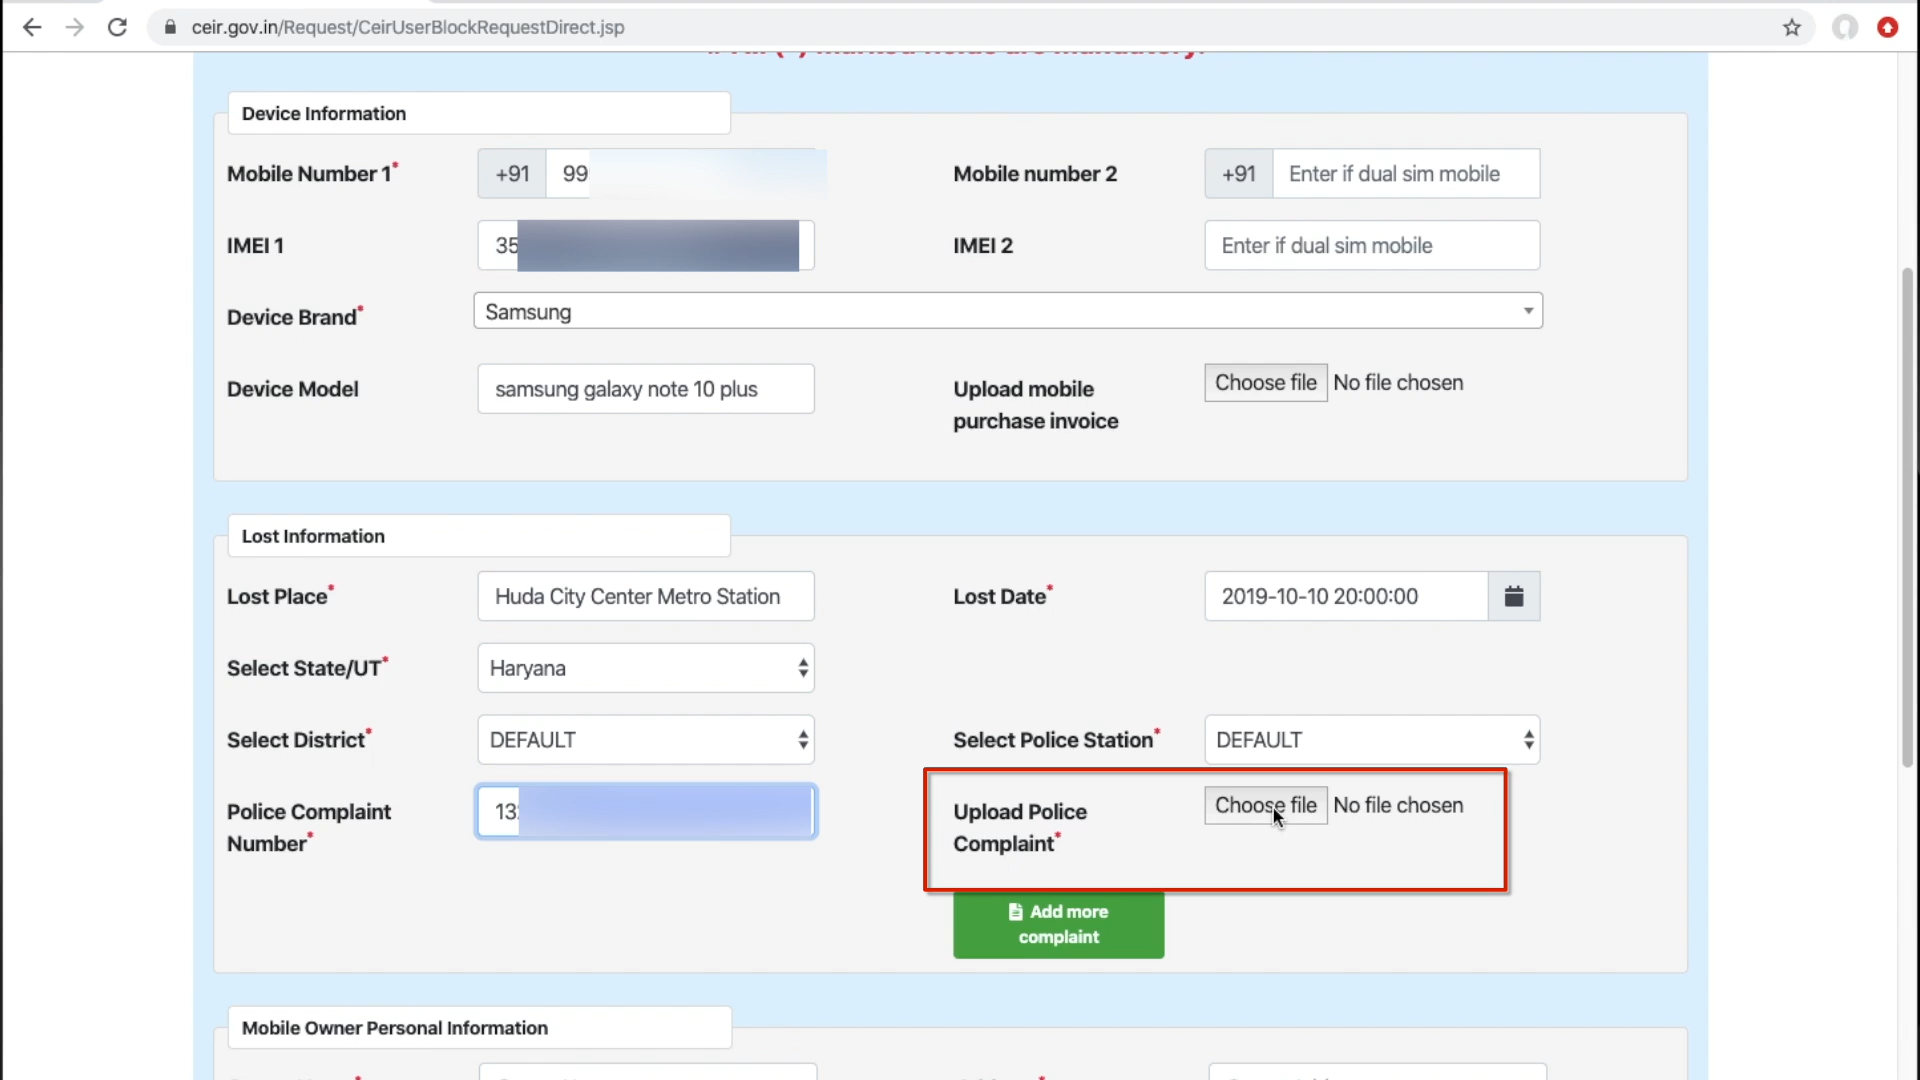 ceir.gov.in/Request/CeirUserBlockRequestDirect.jsp
Device Information
Mobile Number 1* +91 99 Mobile number 2 +91 Enter if dual sim mobile
IMEI 1 35 IMEI 2 Enter if dual sim mobile
Device Brand* Samsung
Device Model samsung galaxy note 10 plus Upload mobile Choose file No file chosen
purchase invoice
Lost Information
Lost Place* Huda City Center Metro Station Lost Date* 2019-10-10 20:00:00
Select State/UT* Haryana
Select District* DEFAULT Select Police Station* DEFAULT
Police Complaint 13 Upload Police Choose file No file chosen
Number* Complaint*
Add more
complaint
Mobile Owner Personal Information